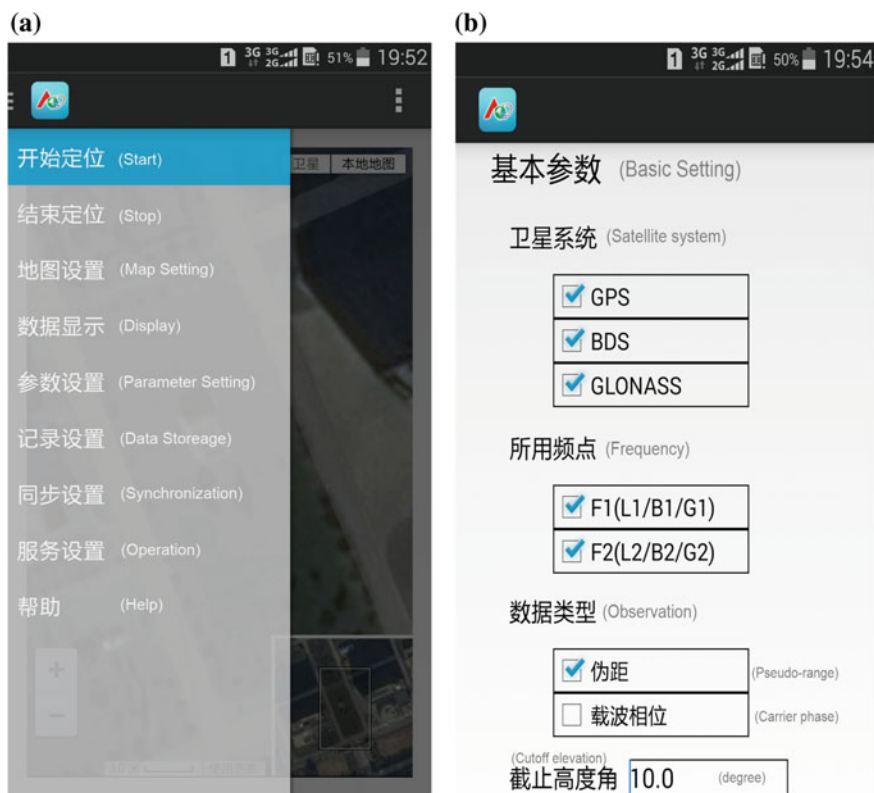 (a)
3G 3G 2G 51% 19:52
开始定位 (Start)
卫星 本地地图
结束定位 (Stop)
地图设置 (Map Setting)
数据显示 (Display)
参数设置 (Parameter Setting)
记录设置 (Data Storeage)
同步设置 (Synchronization)
服务设置 (Operation)
帮助 (Help)
+
−
(b)
1 3G 3G 2G 50% 19:54
基本参数 (Basic Setting)
卫星系统 (Satellite system)
GPS
BDS
GLONASS
所用频点 (Frequency)
F1(L1/B1/G1)
F2(L2/B2/G2)
数据类型 (Observation)
伪距 (Pseudo-range)
载波相位 (Carrier phase)
(Cutoff elevation)
截止高度角 10.0 (degree)